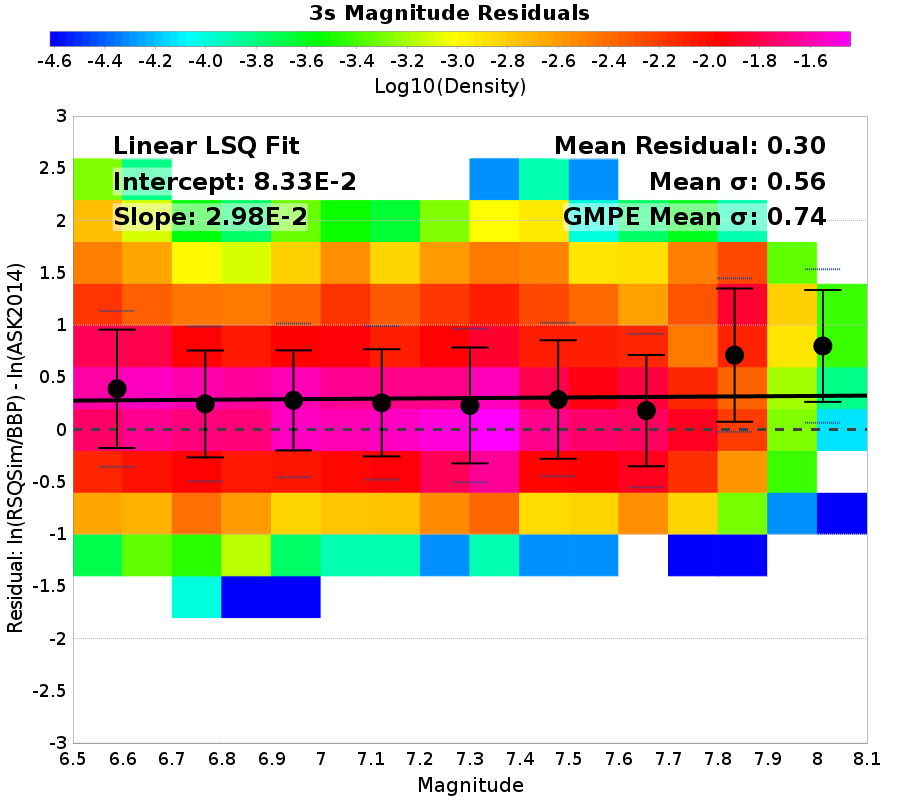 3s Magnitude Residuals
-4.6 -4.4 -4.2 -4.0 -3.8 -3.6 -3.4 -3.2 -3.0 -2.8 -2.6 -2.4 -2.2 -2.0 -1.8 -1.6
Log10(Density)
Linear LSQ Fit
Intercept: 8.33E-2
Slope: 2.98E-2
Mean Residual: 0.30
Mean σ: 0.56
GMPE Mean σ: 0.74
Residual: ln(RSQSim/BBP) - ln(ASK2014)
3
2.5
2
1.5
1
0.5
0
-0.5
-1
-1.5
-2
-2.5
-3
6.5 6.6 6.7 6.8 6.9 7 7.1 7.2 7.3 7.4 7.5 7.6 7.7 7.8 7.9 8 8.1
Magnitude